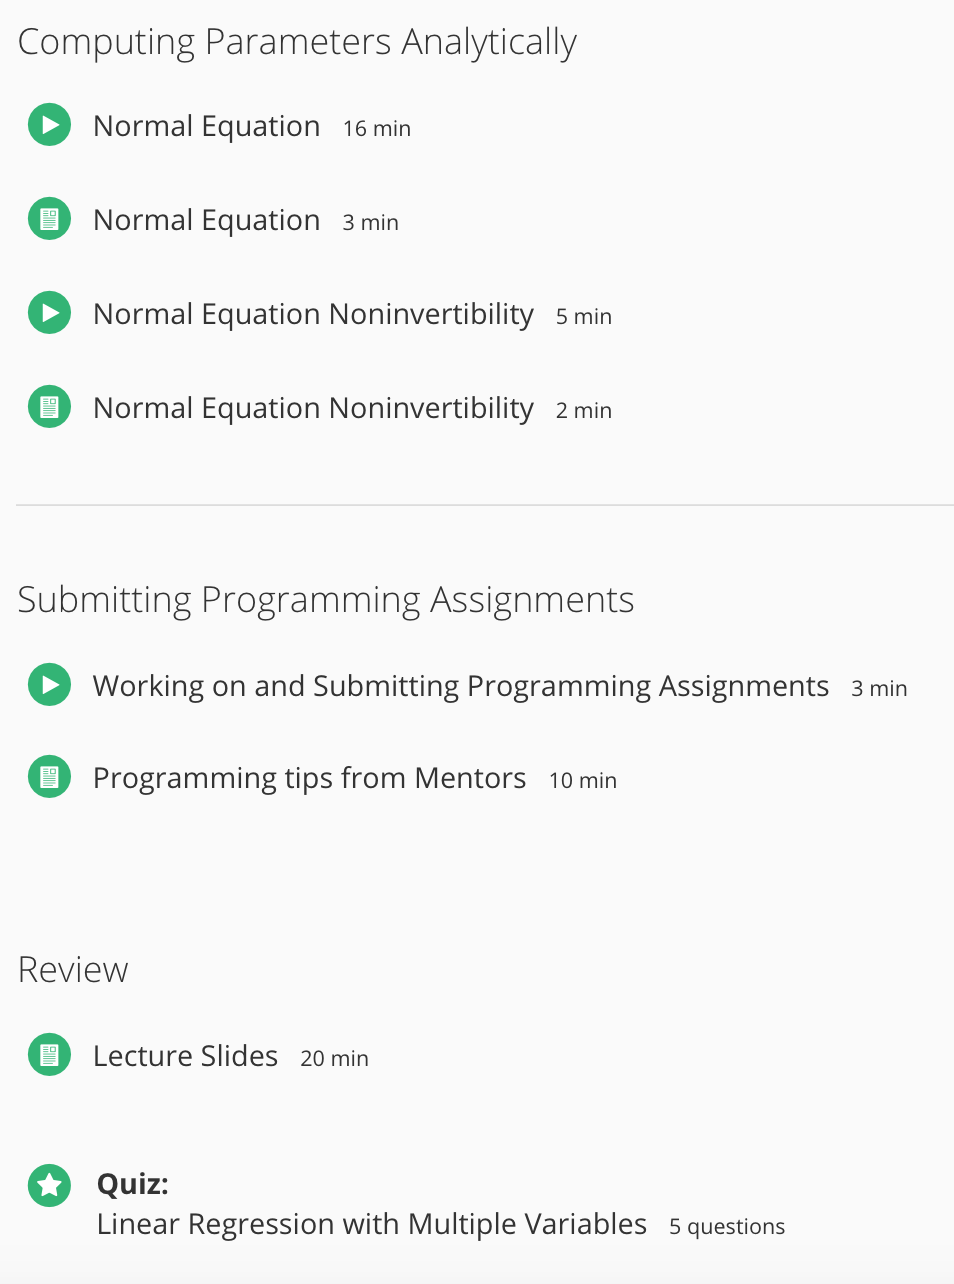 Computing Parameters Analytically
Normal Equation 16 min
Normal Equation 3 min
Normal Equation Noninvertibility 5 min
Normal Equation Noninvertibility 2 min
Submitting Programming Assignments
Working on and Submitting Programming Assignments 3 min
Programming tips from Mentors 10 min
Review
Lecture Slides 20 min
Quiz:
Linear Regression with Multiple Variables 5 questions